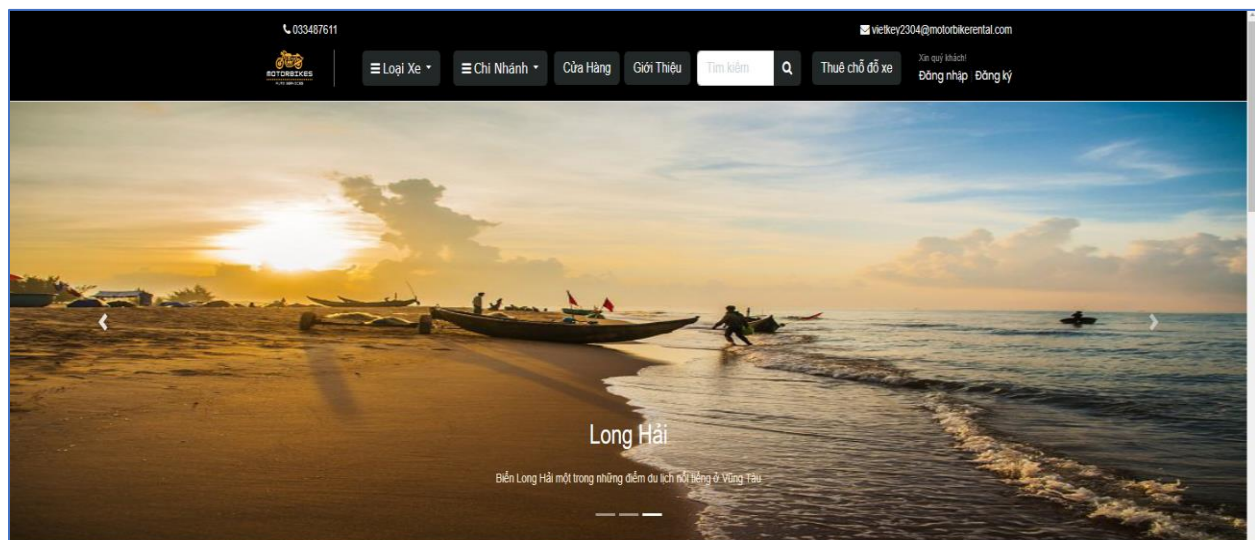 033487611
vietkey2304@motorbikerental.com
MOTORBIKES
Loại Xe
Chi Nhánh
Cửa Hàng
Giới Thiệu
Tìm kiếm
Thuê chỗ đỗ xe
Xin quý khách!
Đăng nhập Đăng ký
Long Hải
Biển Long Hải một trong những điểm du lịch nổi tiếng ở Vũng Tàu